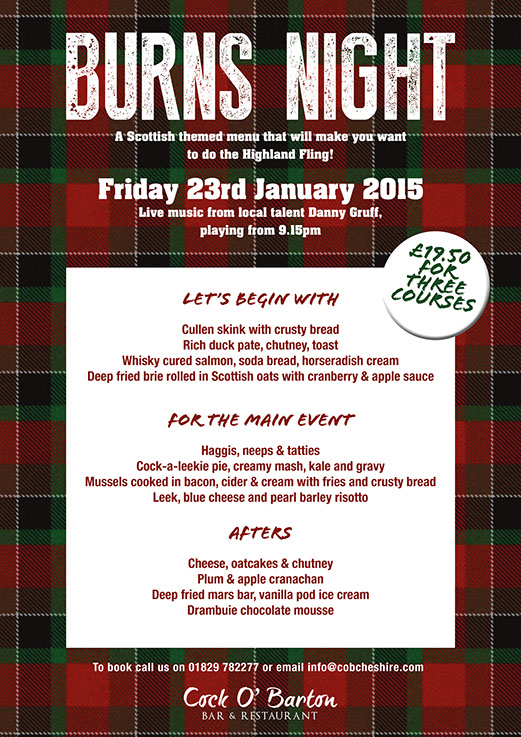 BURNS NIGHT
A Scottish themed menu that will make you want
to do the Highland Fling!
Friday 23rd January 2015
Live music from local talent Danny Gruff,
playing from 9.15pm
£19.50
FOR
THREE
COURSES
LET'S BEGIN WITH
Cullen skink with crusty bread
Rich duck pate, chutney, toast
Whisky cured salmon, soda bread, horseradish cream
Deep fried brie rolled in Scottish oats with cranberry & apple sauce
FOR THE MAIN EVENT
Haggis, neeps & tatties
Cock-a-leekie pie, creamy mash, kale and gravy
Mussels cooked in bacon, cider & cream with fries and crusty bread
Leek, blue cheese and pearl barley risotto
AFTERS
Cheese, oatcakes & chutney
Plum & apple cranachan
Deep fried mars bar, vanilla pod ice cream
Drambuie chocolate mousse
To book call us on 01829 782277 or email info@cobcheshire.com
Cock O' Barton
BAR & RESTAURANT